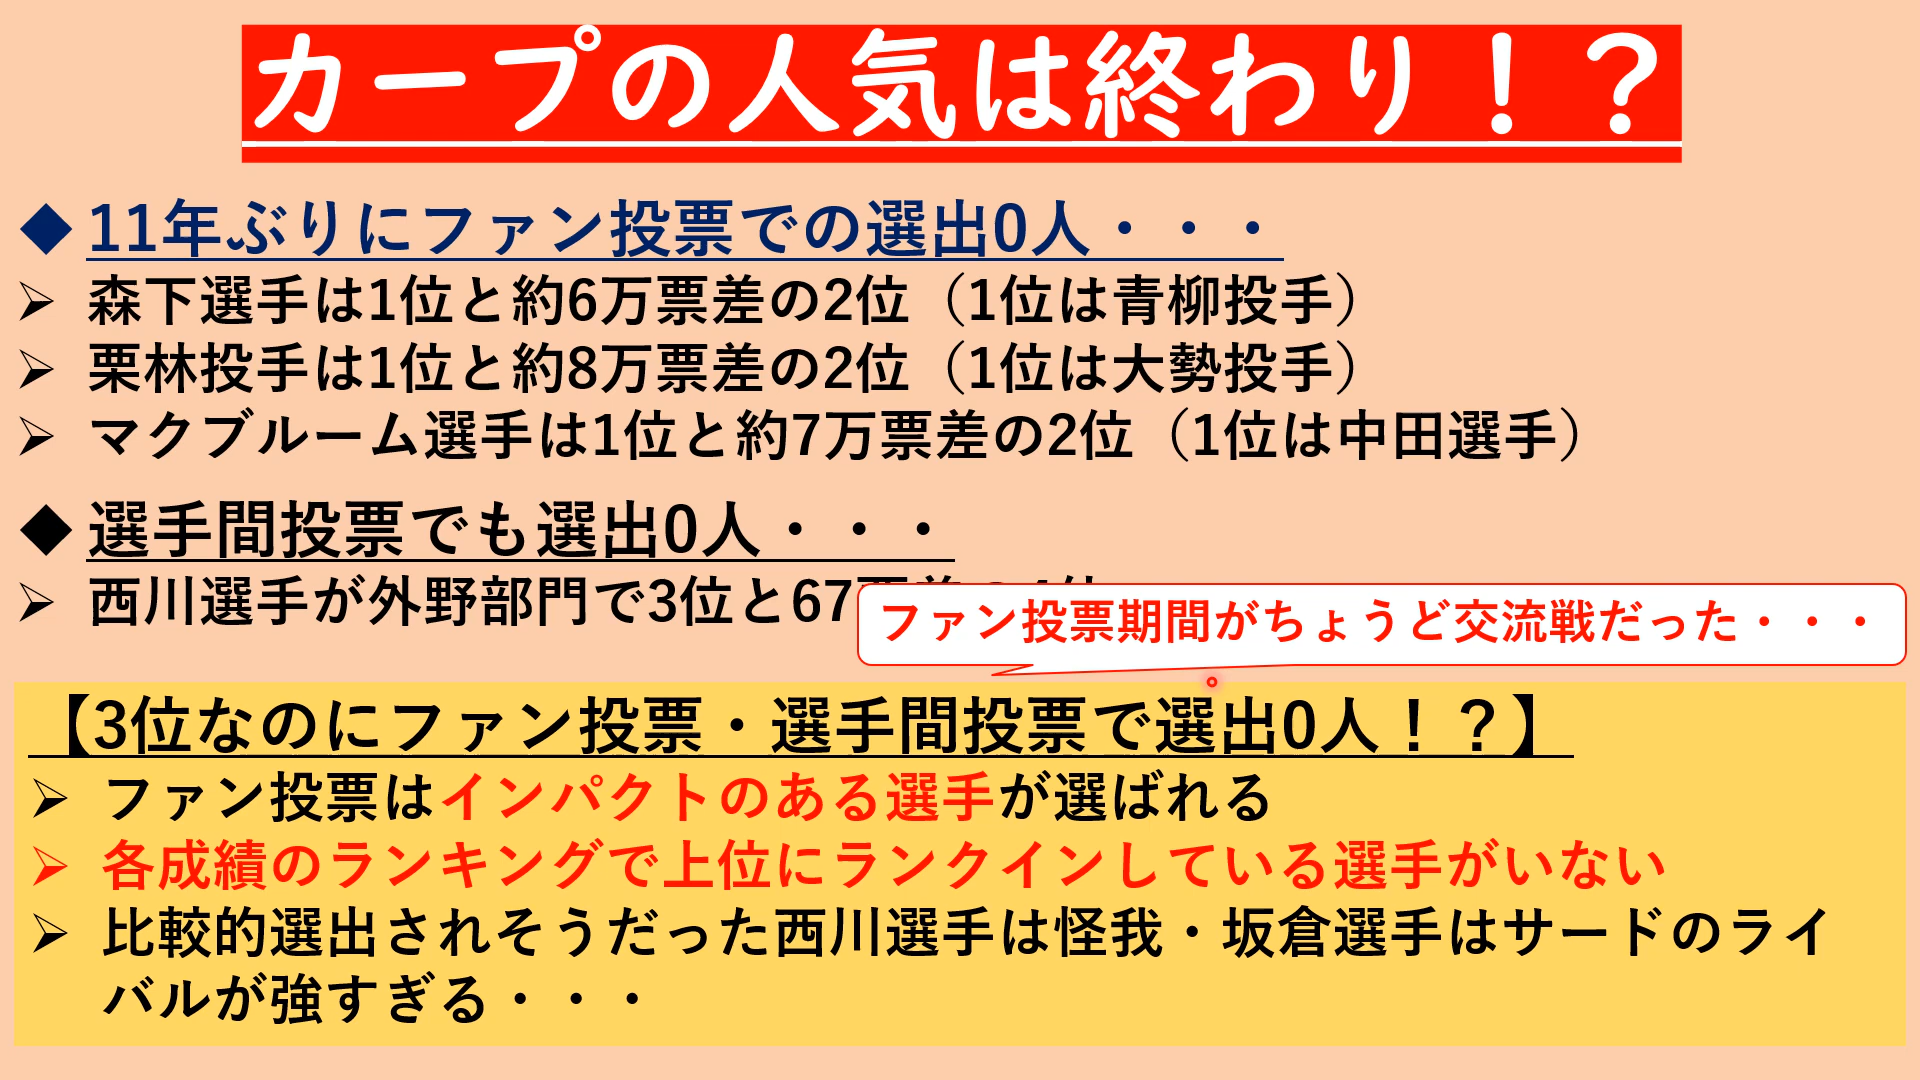 カープの人気は終わり！？
◆11年ぶりにファン投票での選出0人・・・
➢ 森下選手は1位と約6万票差の2位（1位は青柳投手）
➢ 栗林投手は1位と約8万票差の2位（1位は大勢投手）
➢ マクブルーム選手は1位と約7万票差の2位（1位は中田選手）
◆選手間投票でも選出0人・・・
➢ 西川選手が外野部門で3位と67
ファン投票期間がちょうど交流戦だった・・・
【3位なのにファン投票・選手間投票で選出0人！？】
➢ ファン投票はインパクトのある選手が選ばれる
➢ 各成績のランキングで上位にランクインしている選手がいない
➢ 比較的選出されそうだった西川選手は怪我・坂倉選手はサードのライ
バルが強すぎる・・・